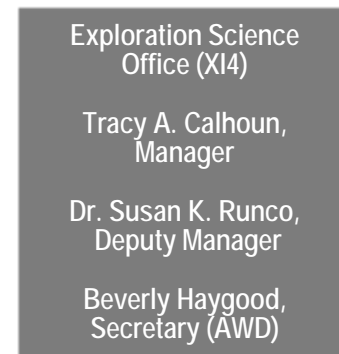 Exploration Science
Office (XI4)
Tracy A. Calhoun,
Manager
Dr. Susan K. Runco,
Deputy Manager
Beverly Haygood,
Secretary (AWD)